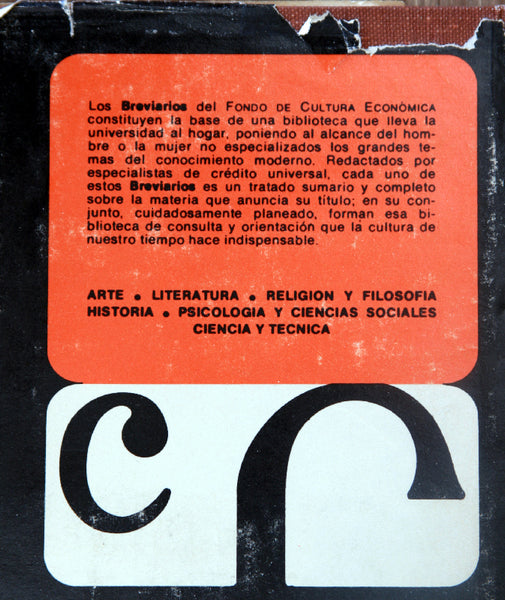 Los Breviarios del FONDO DE CULTURA ECONÓMICA
constituyen la base de una biblioteca que lleva la
universidad al hogar, poniendo al alcance del hom-
bre o la mujer no especializados los grandes te-
mas del conocimiento moderno. Redactados por
especialistas de crédito universal, cada uno de
estos Breviarios es un tratado sumario y completo
sobre la materia que anuncia su título; en su con-
junto, cuidadosamente planeado, forman esa bi-
blioteca de consulta y orientación que la cultura de
nuestro tiempo hace indispensable.
ARTE • LITERATURA • RELIGION Y FILOSOFIA
HISTORIA • PSICOLOGIA Y CIENCIAS SOCIALES
CIENCIA Y TECNICA
c